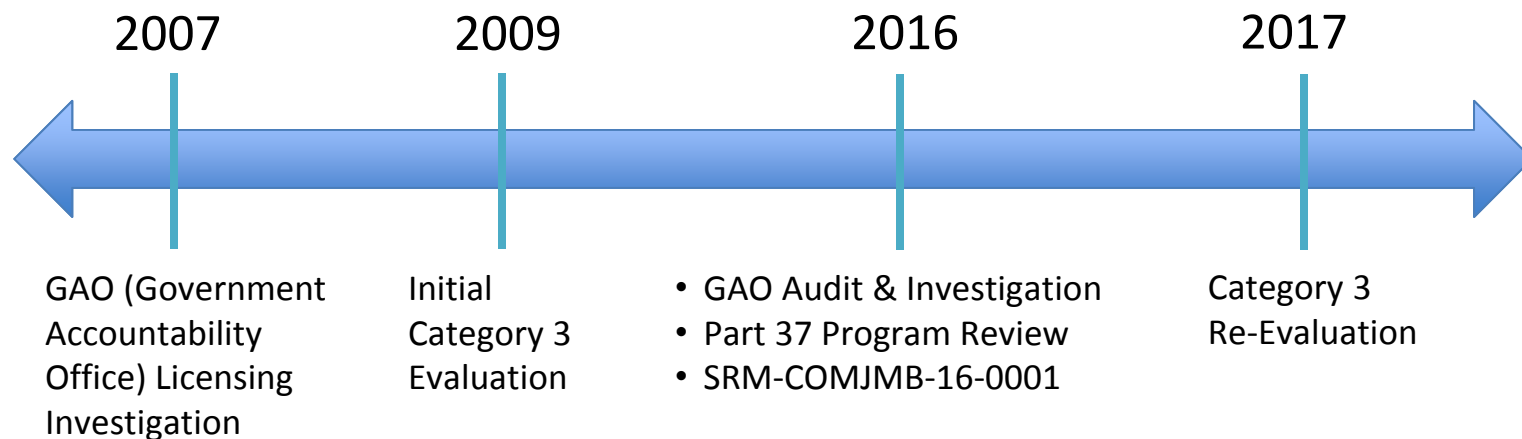 2007
2009
2016
2017
GAO (Government
Accountability
Office) Licensing
Investigation
Initial
Category 3
Evaluation
• GAO Audit & Investigation
• Part 37 Program Review
• SRM-COMJMB-16-0001
Category 3
Re-Evaluation